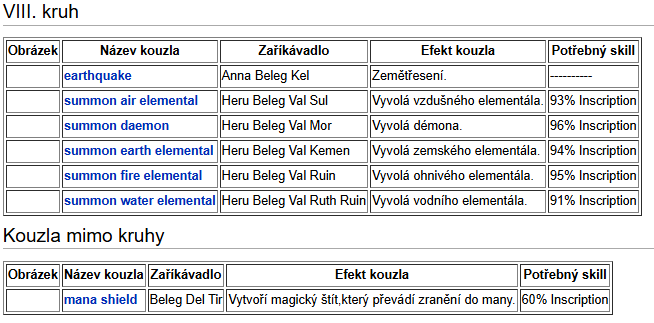 VIII. kruh
Obrázek Název kouzla Zaříkávadlo Efekt kouzla Potřebný skill
earthquake Anna Beleg Kel Zemětřesení. ----------
summon air elemental Heru Beleg Val Sul Vyvolá vzdušného elementála. 93% Inscription
summon daemon Heru Beleg Val Mor Vyvolá démona. 96% Inscription
summon earth elemental Heru Beleg Val Kemen Vyvolá zemského elementála. 94% Inscription
summon fire elemental Heru Beleg Val Ruin Vyvolá ohnivého elementála. 95% Inscription
summon water elemental Heru Beleg Val Ruth Ruin Vyvolá vodního elementála. 91% Inscription
Kouzla mimo kruhy
Obrázek Název kouzla Zaříkávadlo Efekt kouzla Potřebný skill
mana shield Beleg Del Tir Vytvoří magický štít,který převádí zranění do many. 60% Inscription